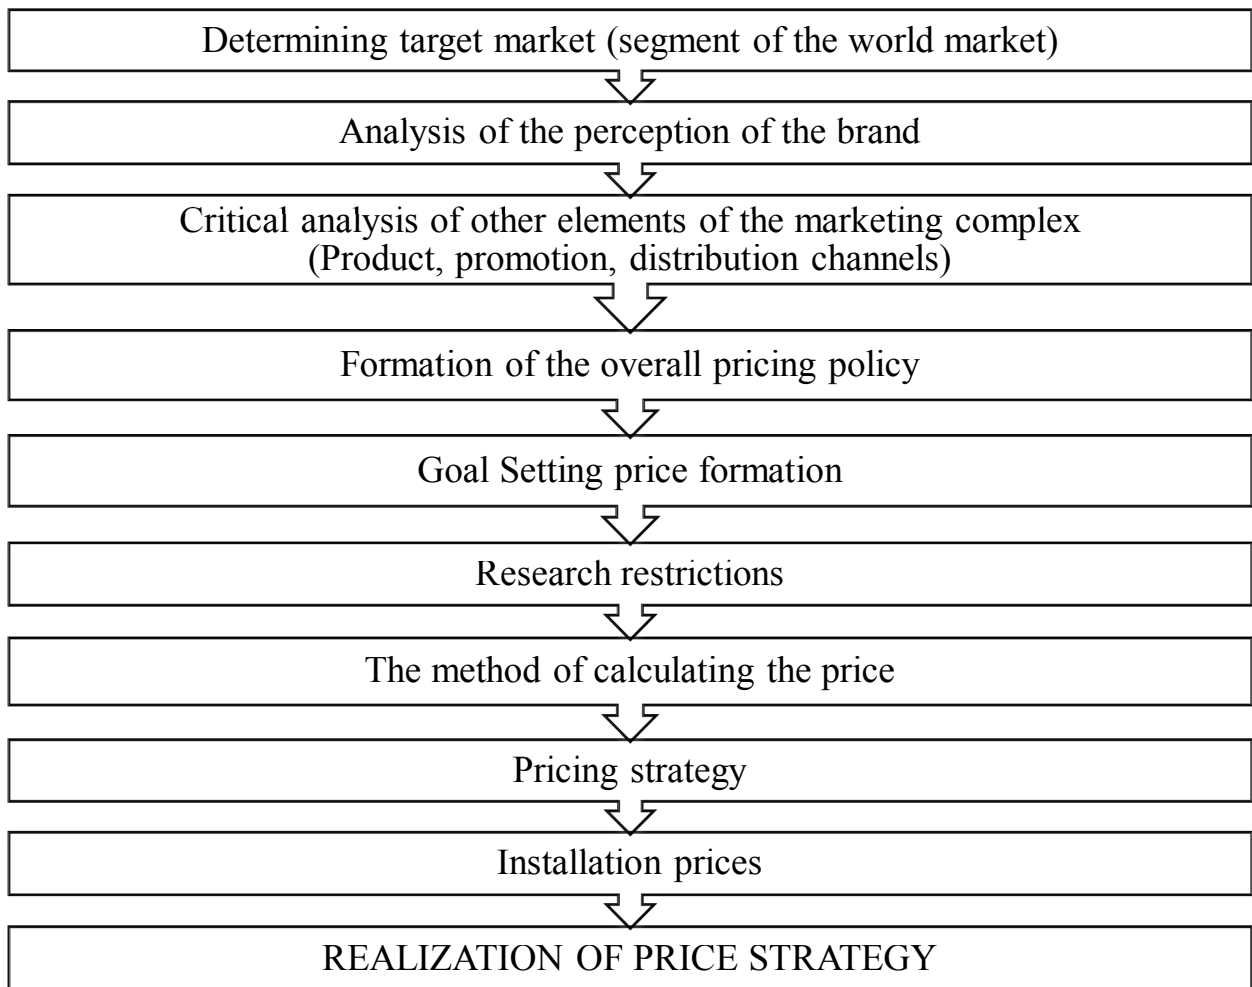 Determining target market (segment of the world market)
Analysis of the perception of the brand
Critical analysis of other elements of the marketing complex
(Product, promotion, distribution channels)
Formation of the overall pricing policy
Goal Setting price formation
Research restrictions
The method of calculating the price
Pricing strategy
Installation prices
REALIZATION OF PRICE STRATEGY